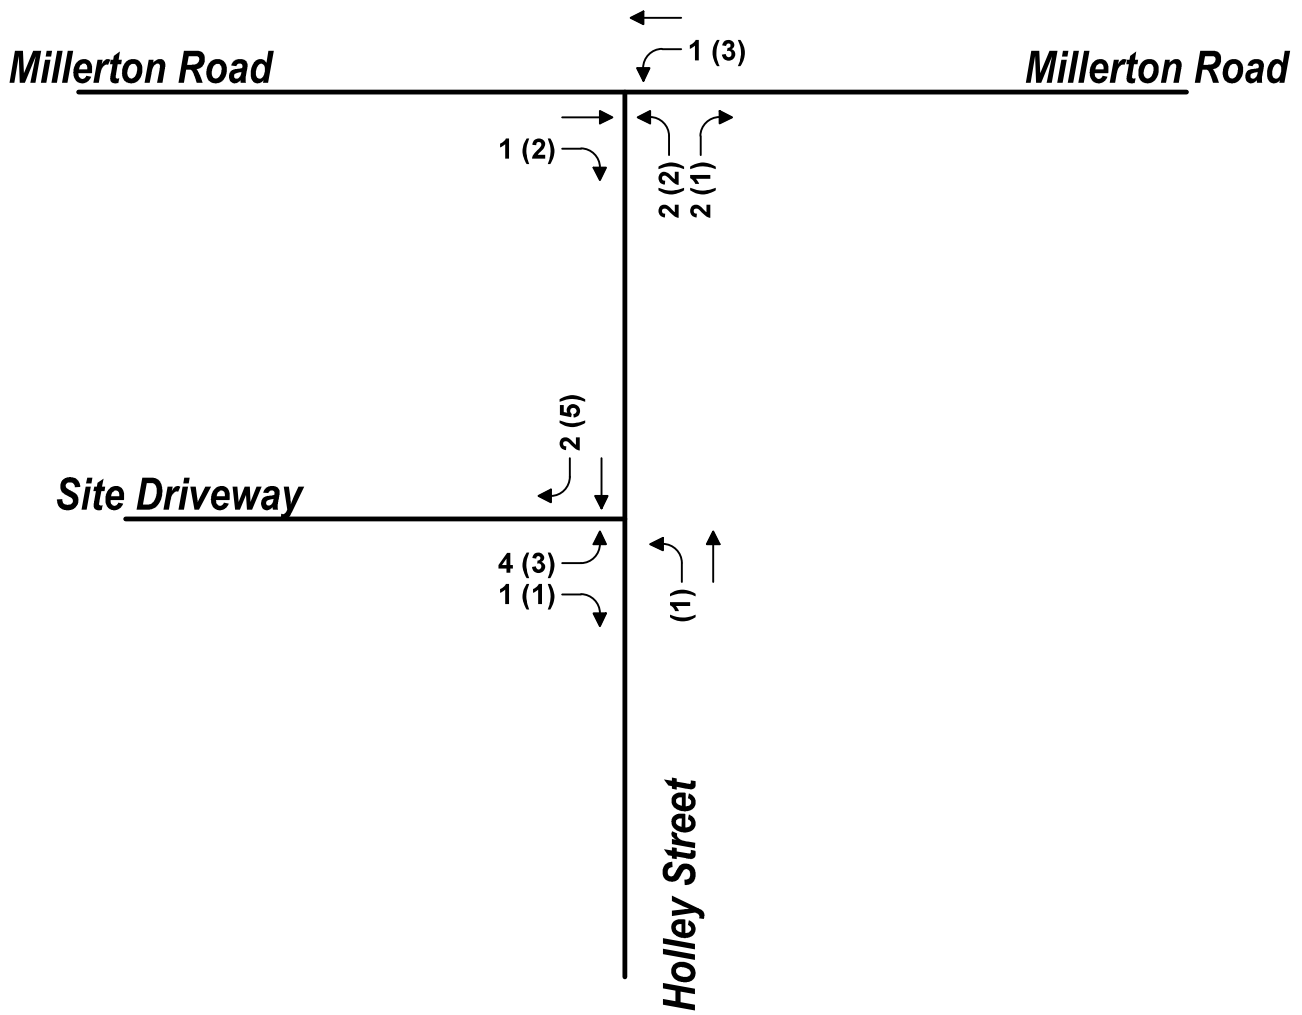 1 (3)
Millerton Road
Millerton Road
1 (2)
2 (2)
2 (1)
2 (5)
Site Driveway
4 (3)
1 (1)
(1)
Holley Street